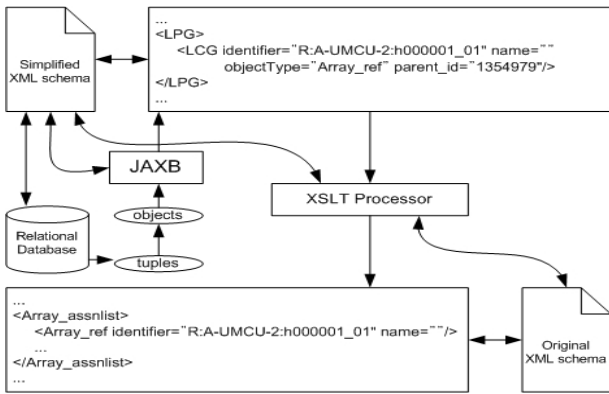 Simplified
XML schema
...
<LPG>
<LCG identifier="R:A-UMCU-2:h000001_01" name=""
objectType="Array_ref" parent_id="1354979"/>
</LPG>
...
JAXB
XSLT Processor
objects
Relational
Database
tuples
...
<Array_assnlist>
<Array_ref identifier="R:A-UMCU-2:h000001_01" name=""/>
...
</Array_assnlist>
...
Original
XML schema